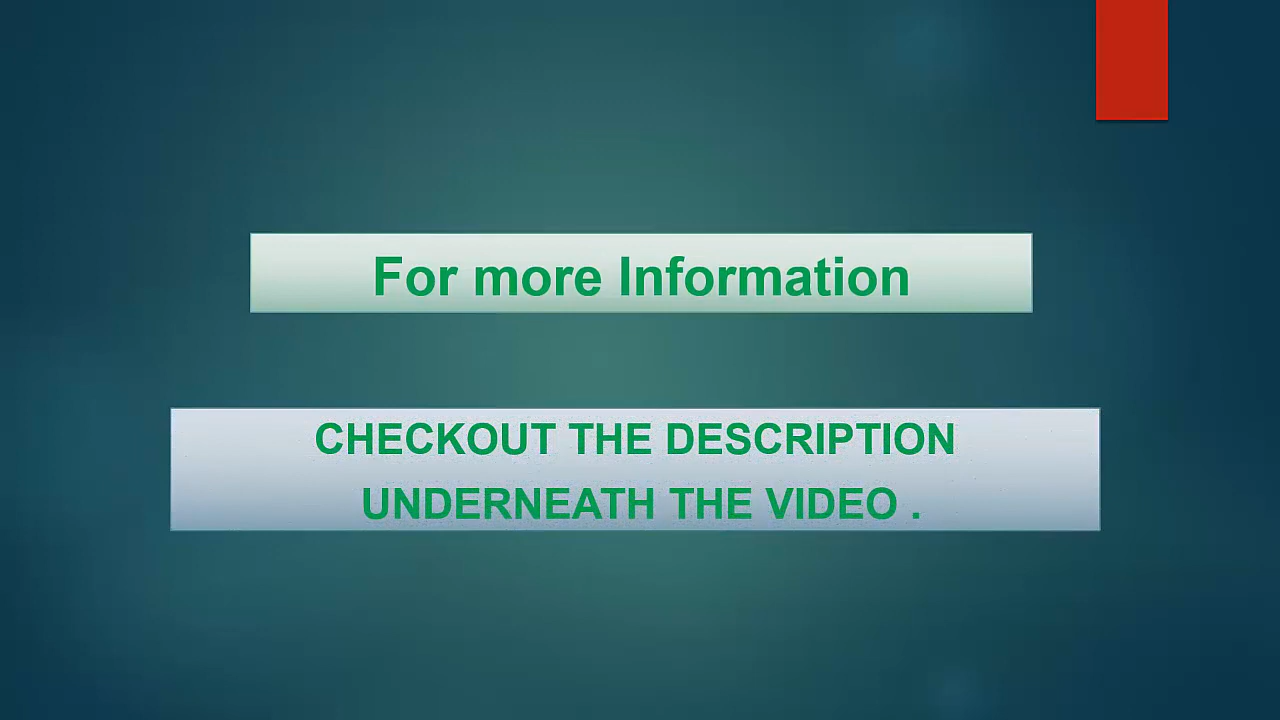 For more Information
CHECKOUT THE DESCRIPTION
UNDERNEATH THE VIDEO .